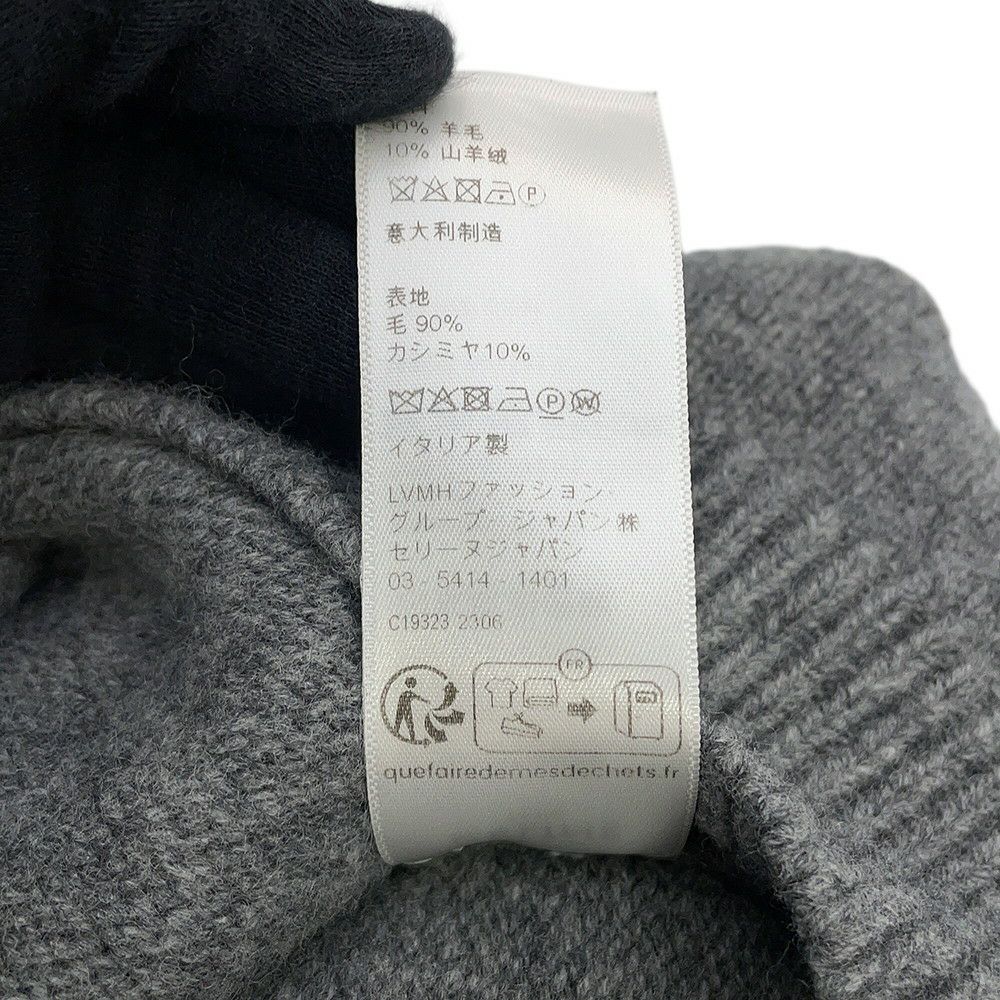 90% 羊毛
10% 山羊绒
P
意大利制造
表地
毛 90%
カシミヤ10%
P W
イタリア製
LVMHファッション
グループ ジャパン株
セリーヌジャパン
03 5414 - 1401
C19323 2306
FR
quefairedemesdechets.fr